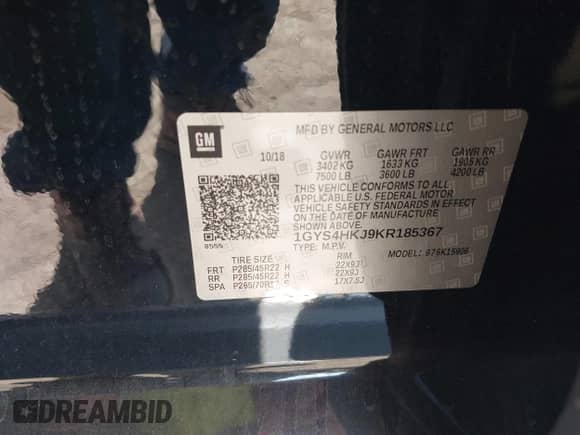 GM
MFD BY GENERAL MOTORS LLC
10/18 GVWR GAWR FRT GAWR RR
3402 KG 1633 KG 1905 KG
7500 LB 3600 LB 4200 LB
THIS VEHICLE CONFORMS TO ALL
APPLICABLE U.S. FEDERAL MOTOR
VEHICLE SAFETY STANDARDS IN EFFECT
ON THE DATE OF MANUFACTURE
SHOWN ABOVE.
1GYS4HKJ9KR185367
TYPE: M.P.V. MODEL:
TIRE SIZE RIM
FRT P285/45R22 H 22X9J
RR P285/45R22 H 22X9J
SPA P265/70R17 S 17X7.5J
DREAMBID